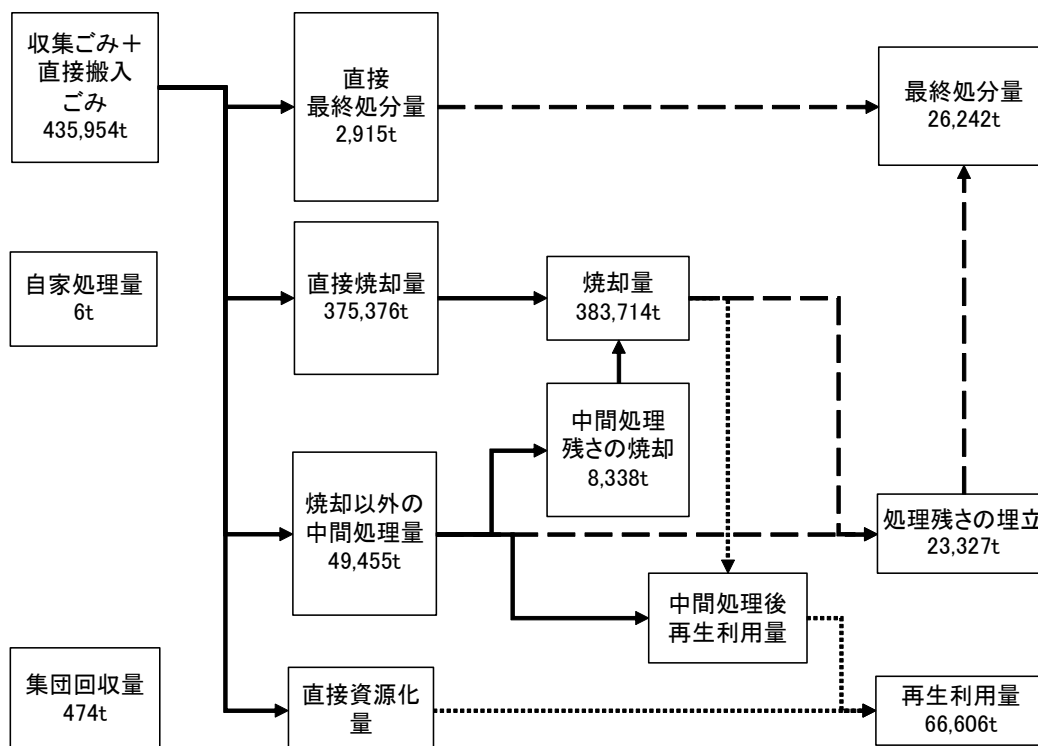 収集ごみ＋
直接搬入
ごみ
435,954t
直接
最終処分量
2,915t
最終処分量
26,242t
自家処理量
6t
直接焼却量
375,376t
焼却量
383,714t
中間処理
残さの焼却
8,338t
焼却以外の
中間処理量
49,455t
処理残さの埋立
23,327t
中間処理後
再生利用量
集団回収量
474t
直接資源化
量
再生利用量
66,606t